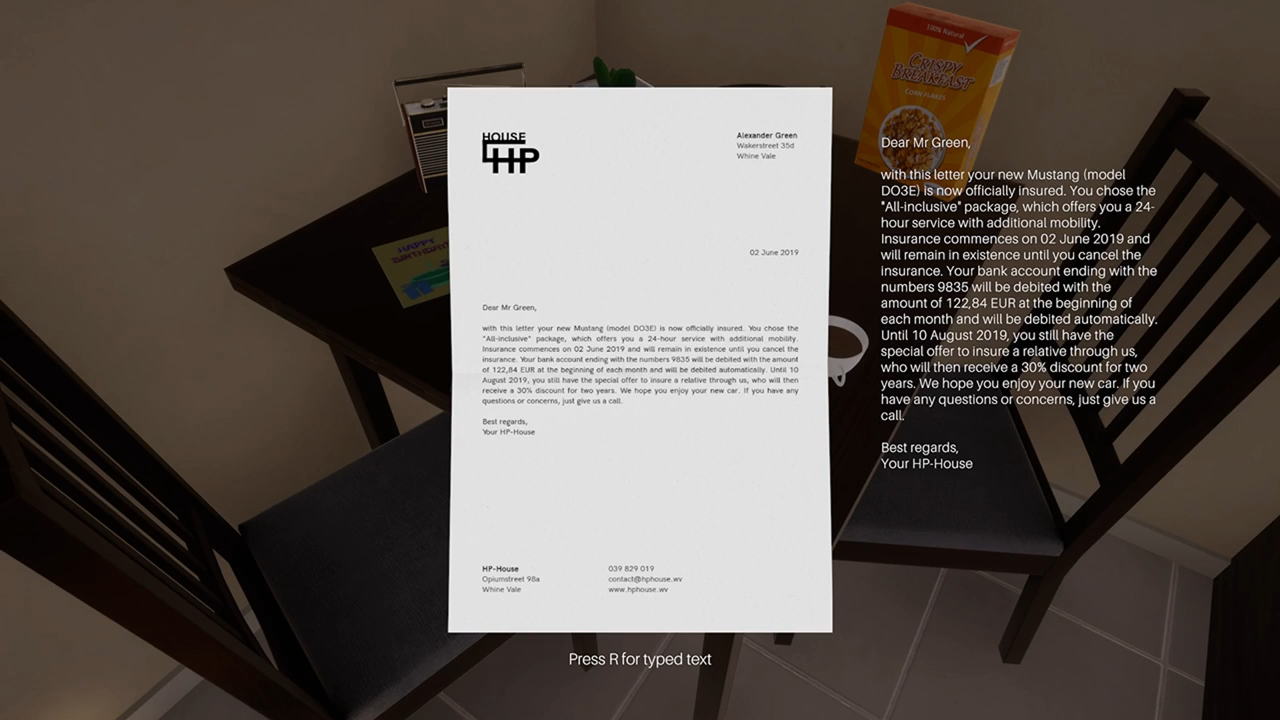 100% Natural
CRISPY
BREAKFAST
CORN FLAKES
HAPPY
BIRTHDAY
HOUSE
HP
Alexander Green
Wakerstreet 35d
Whine Vale
02 June 2019
Dear Mr Green,
with this letter your new Mustang (model DO3E) is now officially insured. You chose the
"All-inclusive" package, which offers you a 24-hour service with additional mobility.
Insurance commences on 02 June 2019 and will remain in existence until you cancel the
insurance. Your bank account ending with the numbers 9835 will be debited with the amount
of 122,84 EUR at the beginning of each month and will be debited automatically. Until 10
August 2019, you still have the special offer to insure a relative through us, who will then
receive a 30% discount for two years. We hope you enjoy your new car. If you have any
questions or concerns, just give us a call.
Best regards,
Your HP-House
HP-House
Opiumstreet 98a
Whine Vale
039 829 019
contact@hphouse.wv
www.hphouse.wv
Dear Mr Green,
with this letter your new Mustang (model
DO3E) is now officially insured. You chose the
"All-inclusive" package, which offers you a 24-
hour service with additional mobility.
Insurance commences on 02 June 2019 and
will remain in existence until you cancel the
insurance. Your bank account ending with the
numbers 9835 will be debited with the
amount of 122,84 EUR at the beginning of
each month and will be debited automatically.
Until 10 August 2019, you still have the
special offer to insure a relative through us,
who will then receive a 30% discount for two
years. We hope you enjoy your new car. If you
have any questions or concerns, just give us a
call.
Best regards,
Your HP-House
Press R for typed text